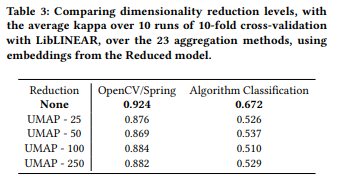 Table 3: Comparing dimensionality reduction levels, with
the average kappa over 10 runs of 10-fold cross-validation
with LibLINEAR, over the 23 aggregation methods, using
embeddings from the Reduced model.
Reduction OpenCV/Spring Algorithm Classification
None 0.924 0.672
UMAP - 25 0.876 0.526
UMAP - 50 0.869 0.537
UMAP - 100 0.884 0.510
UMAP - 250 0.882 0.529